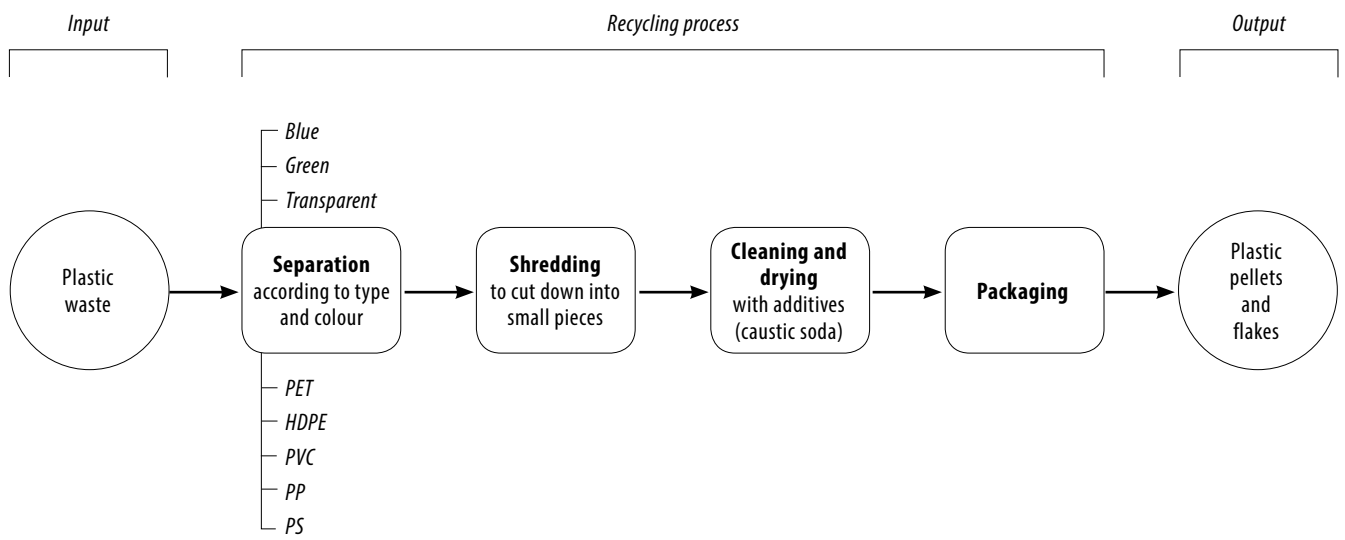 Input
Recycling process
Output
Blue
Green
Transparent
Plastic
waste
Separation
according to type
and colour
Shredding
to cut down into
small pieces
Cleaning and
drying
with additives
(caustic soda)
Packaging
Plastic
pellets
and
flakes
PET
HDPE
PVC
PP
PS